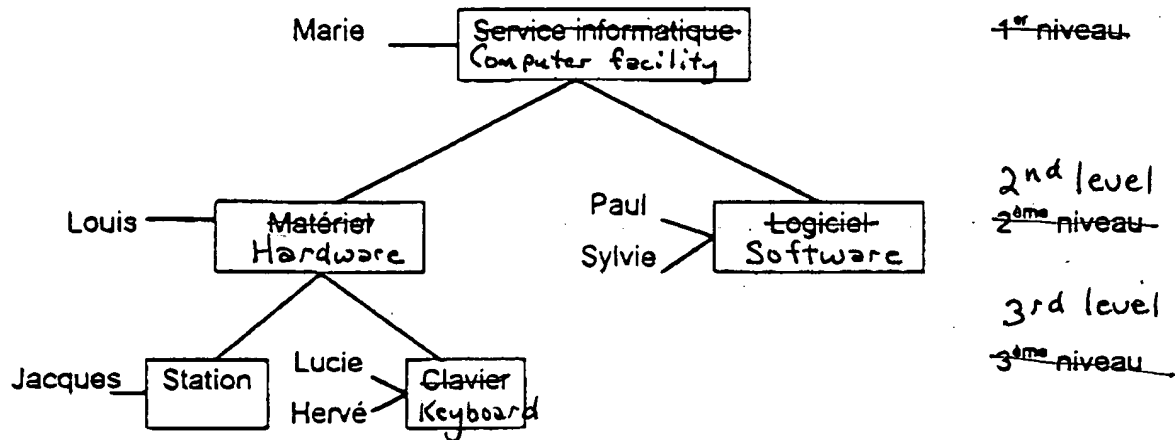 Marie
Service informatique
Computer facility
1er niveau
2nd level
Louis
Matériel
Hardware
Paul
Sylvie
Logiciel
Software
2ème niveau
3rd level
3ème niveau
Jacques
Station
Lucie
Hervé
Clavier
Keyboard